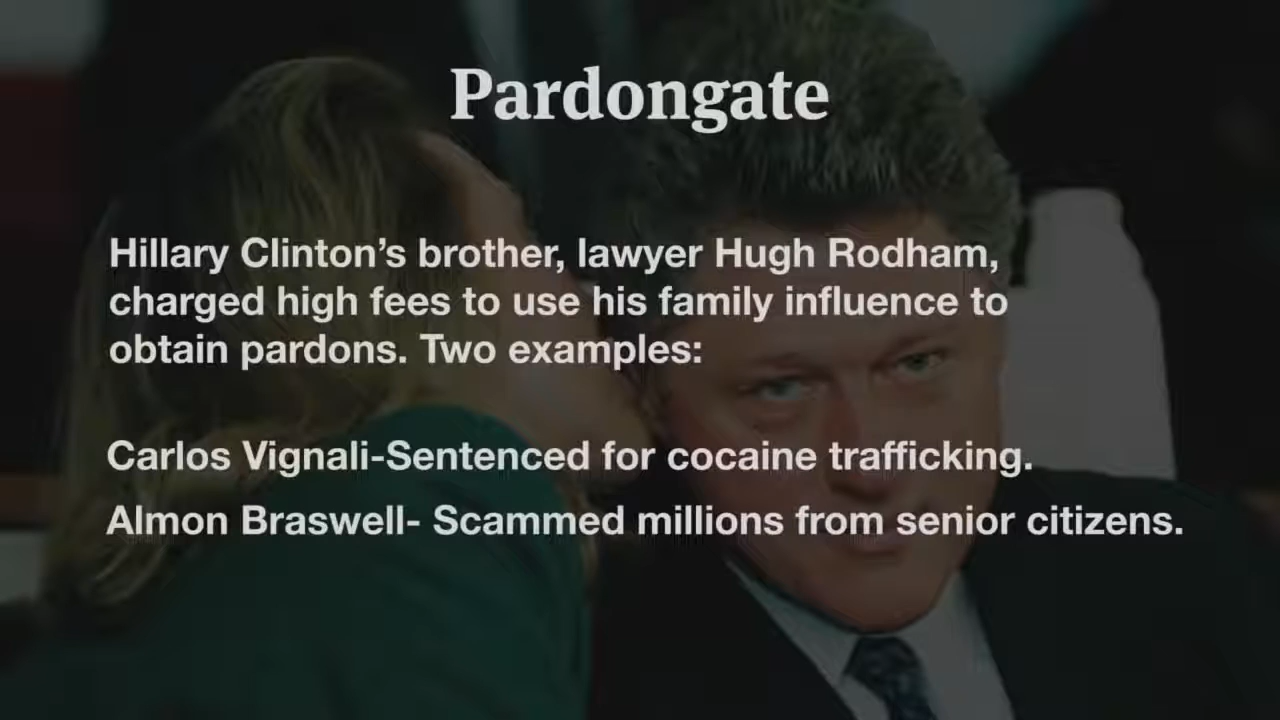 Pardongate
Hillary Clinton’s brother, lawyer Hugh Rodham,
charged high fees to use his family influence to
obtain pardons. Two examples:
Carlos Vignali-Sentenced for cocaine trafficking.
Almon Braswell- Scammed millions from senior citizens.